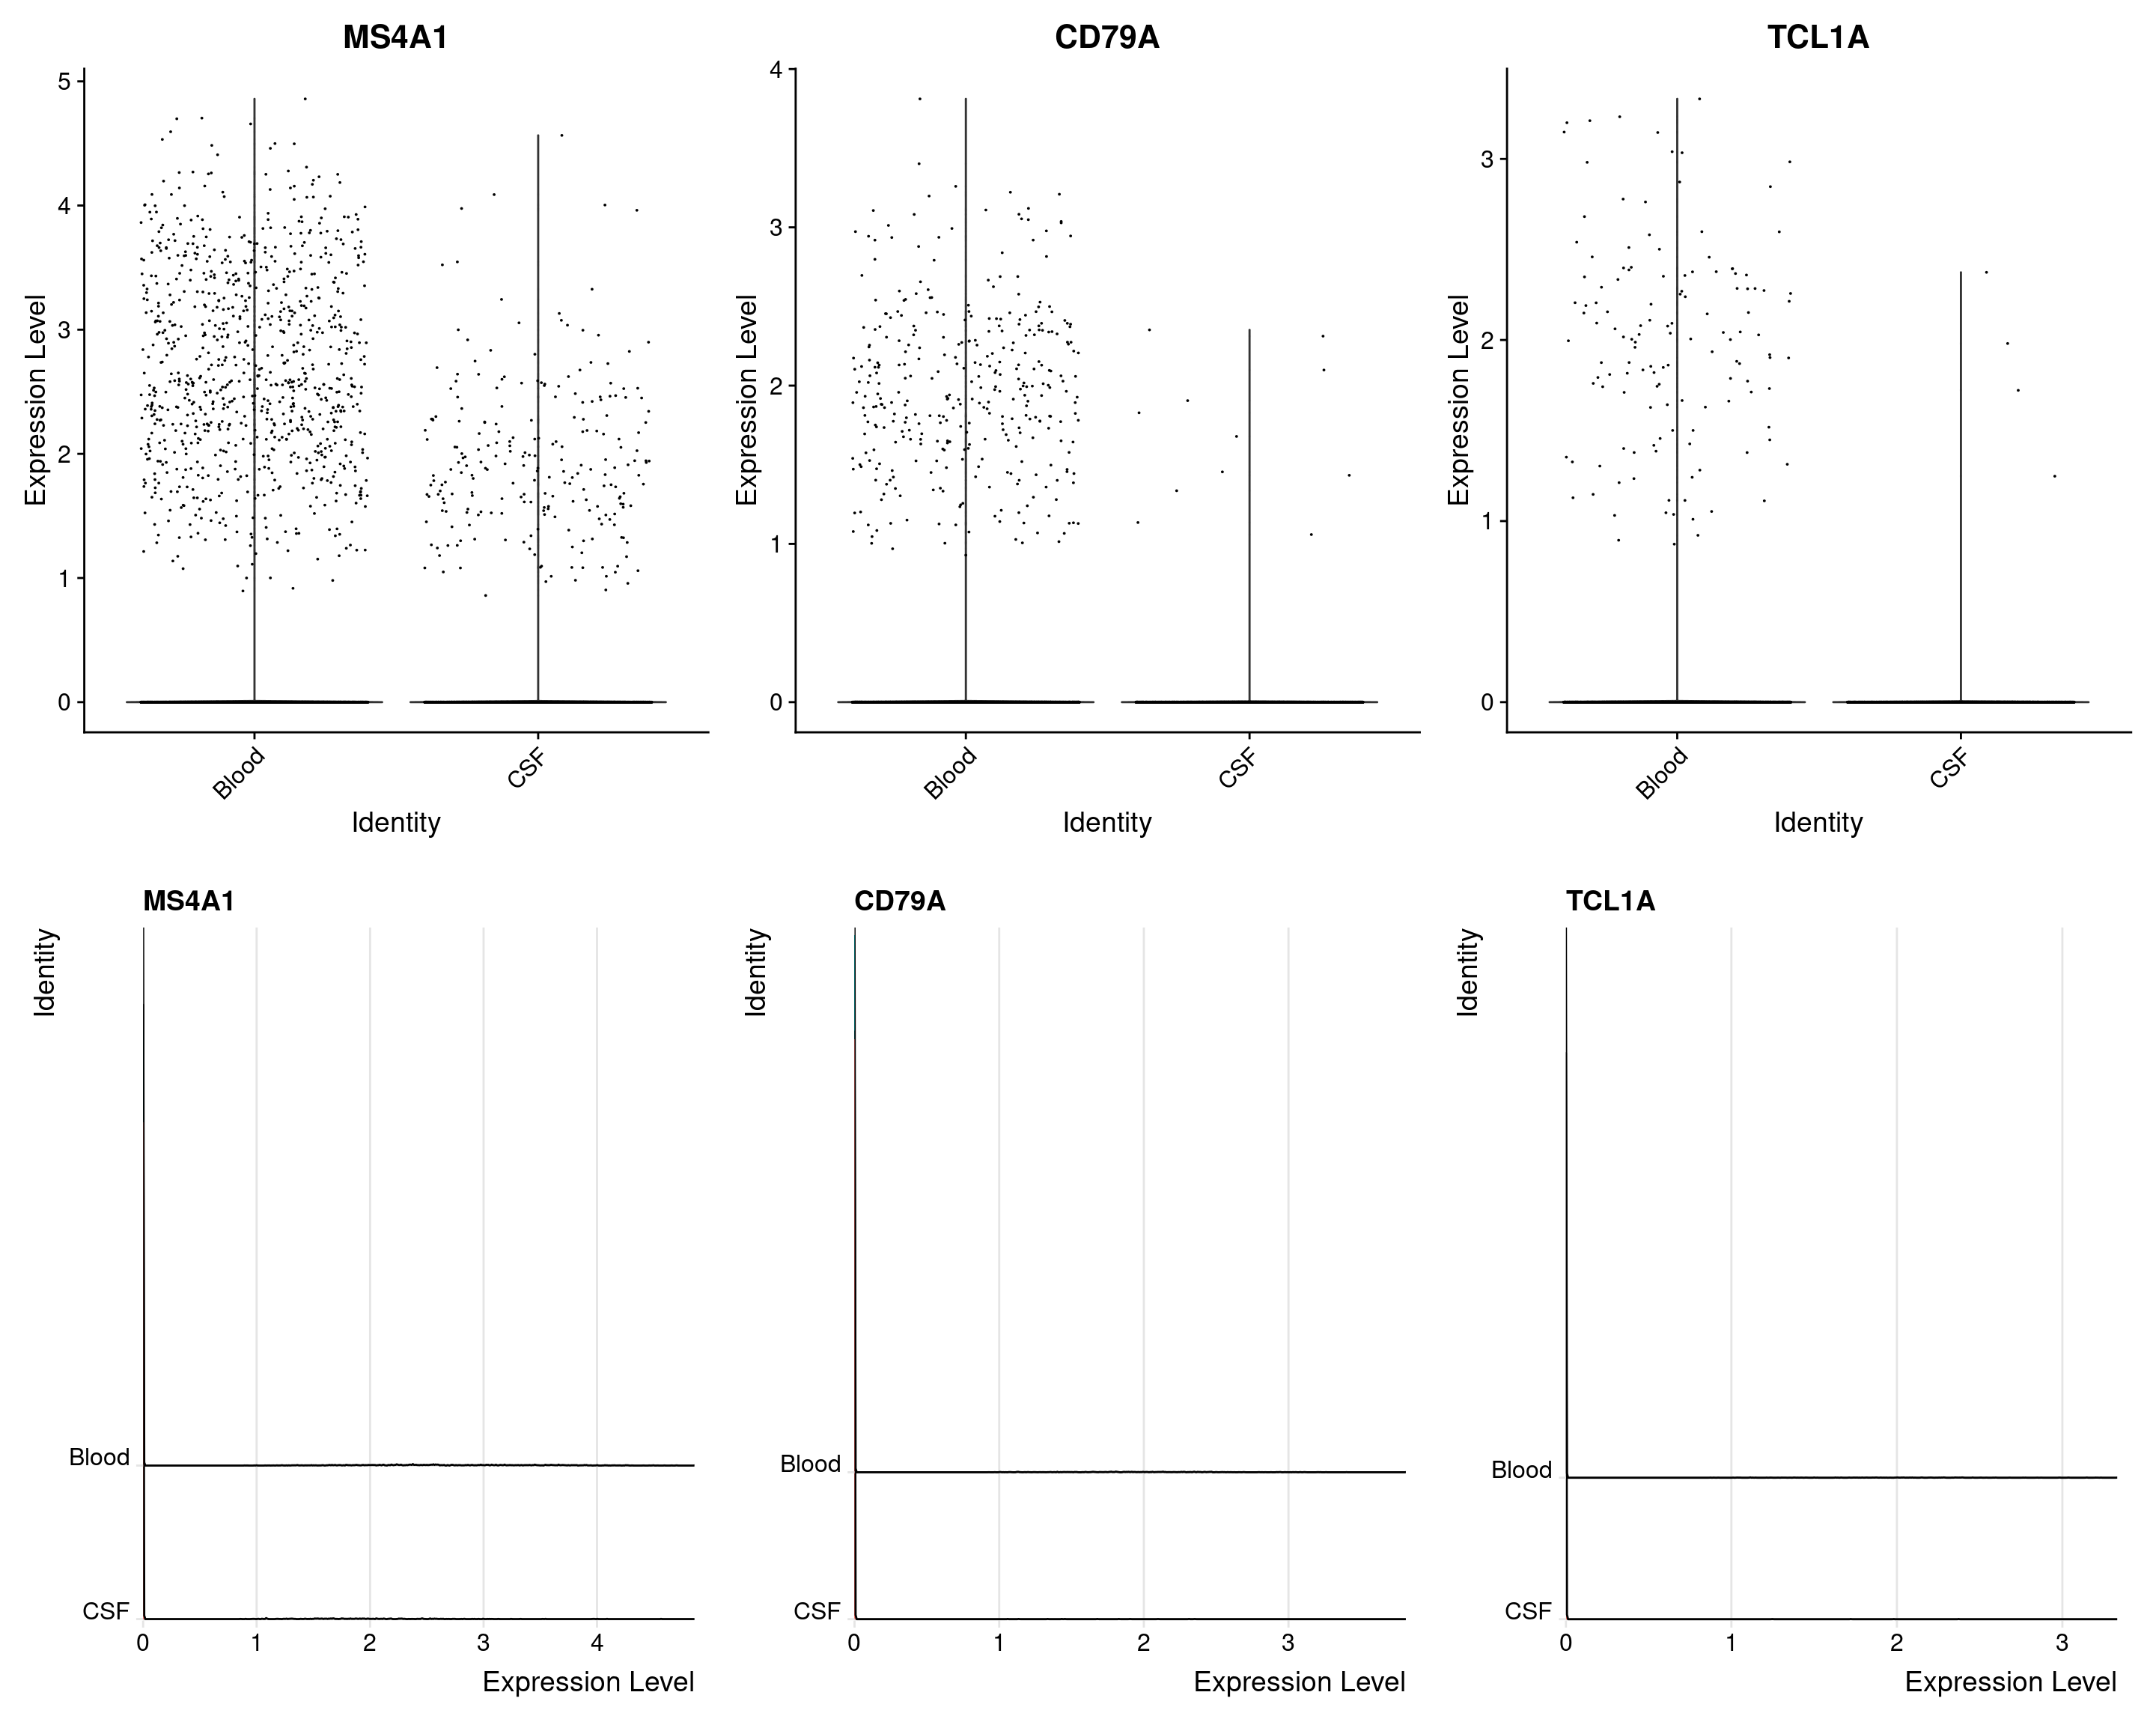 MS4A1
CD79A
TCL1A
Expression Level
5
4
3
2
1
0
Blood
CSF
Identity
Expression Level
4
3
2
1
0
Blood
CSF
Identity
Expression Level
3
2
1
0
Blood
CSF
Identity
MS4A1
Identity
Blood
CSF
0 1 2 3 4
Expression Level
CD79A
Identity
Blood
CSF
0 1 2 3
Expression Level
TCL1A
Identity
Blood
CSF
0 1 2 3
Expression Level